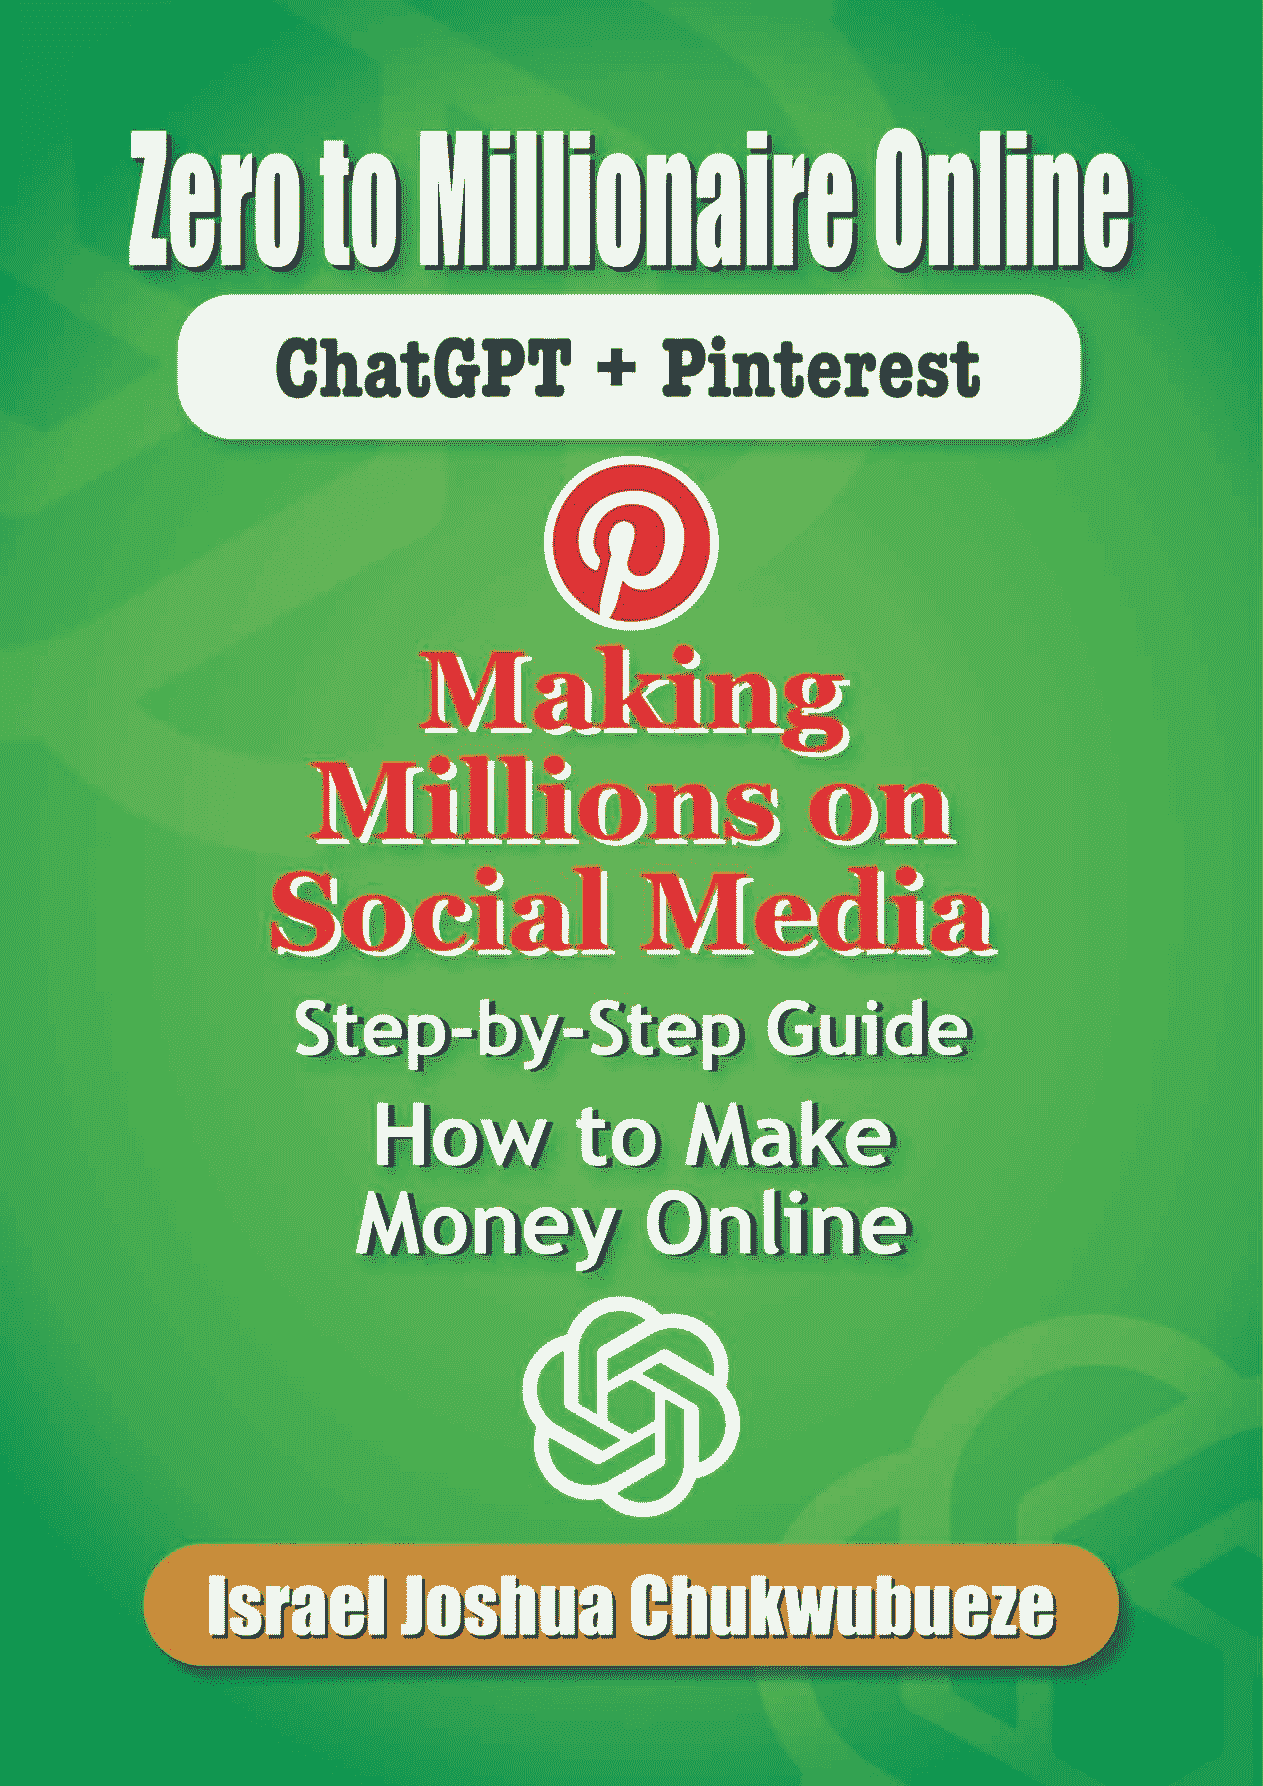 Zero to Millionaire Online
ChatGPT + Pinterest
Making
Millions on
Social Media
Step-by-Step Guide
How to Make
Money Online
Israel Joshua Chukwubueze